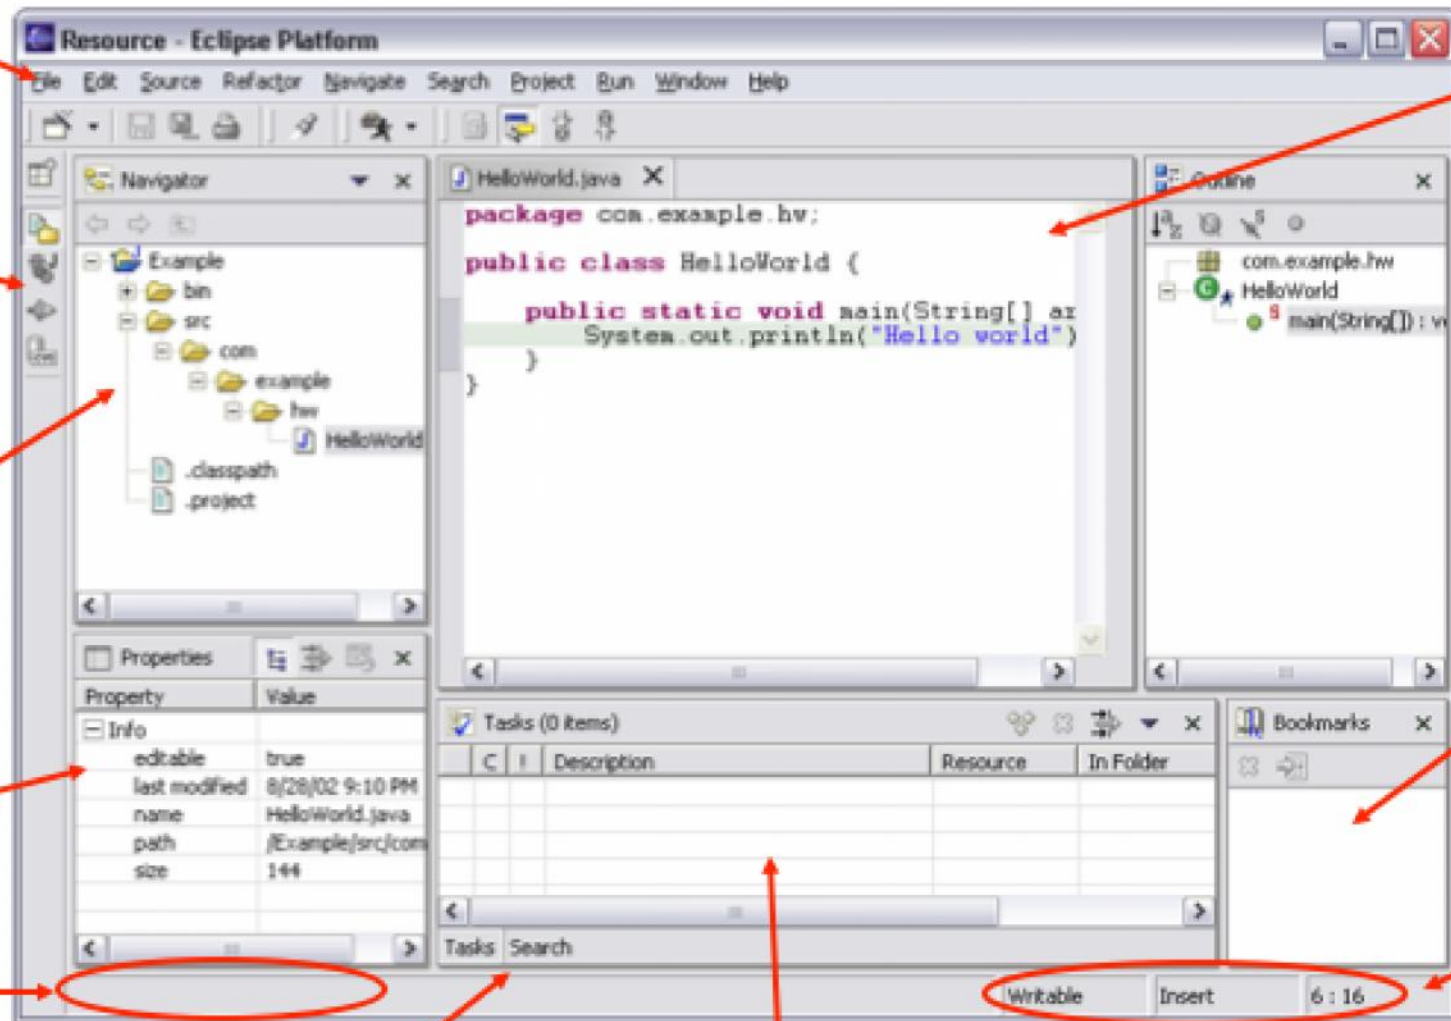 Resource - Eclipse Platform
File Edit Source Refactor Navigate Search Project Run Window Help
Navigator
Example
bin
src
com
example
hw
HelloWorld
.classpath
.project
HelloWorld.java
package com.example.hw;
public class HelloWorld {
public static void main(String[] ar
System.out.println("Hello world")
}
}
Outline
com.example.hw
HelloWorld
main(String[]) : v
Properties
Property Value
Info
editable true
last modified 8/28/02 9:10 PM
name HelloWorld.java
path /Example/src/com
size 144
Tasks (0 items)
C ! Description Resource In Folder
Tasks Search
Bookmarks
Writable Insert 6 : 16